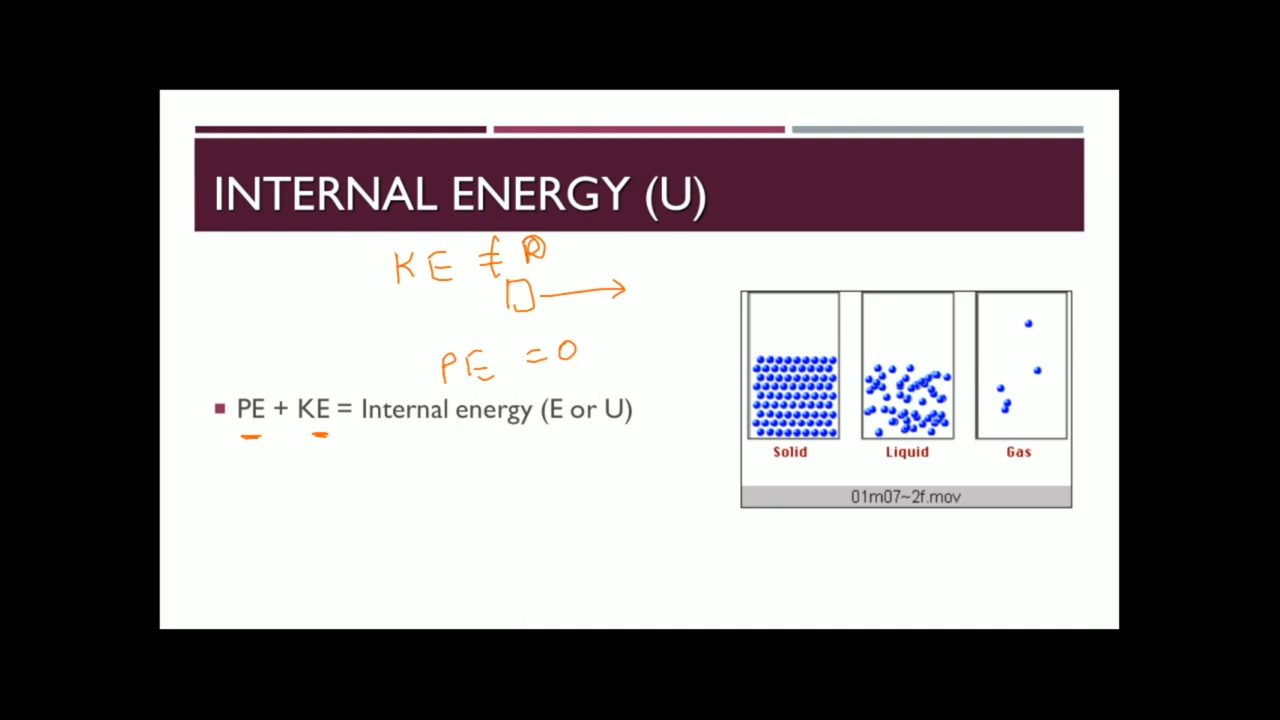 INTERNAL ENERGY (U)
KE
PE = 0
PE + KE = Internal energy (E or U)
Solid Liquid Gas
01m07~2f.mov